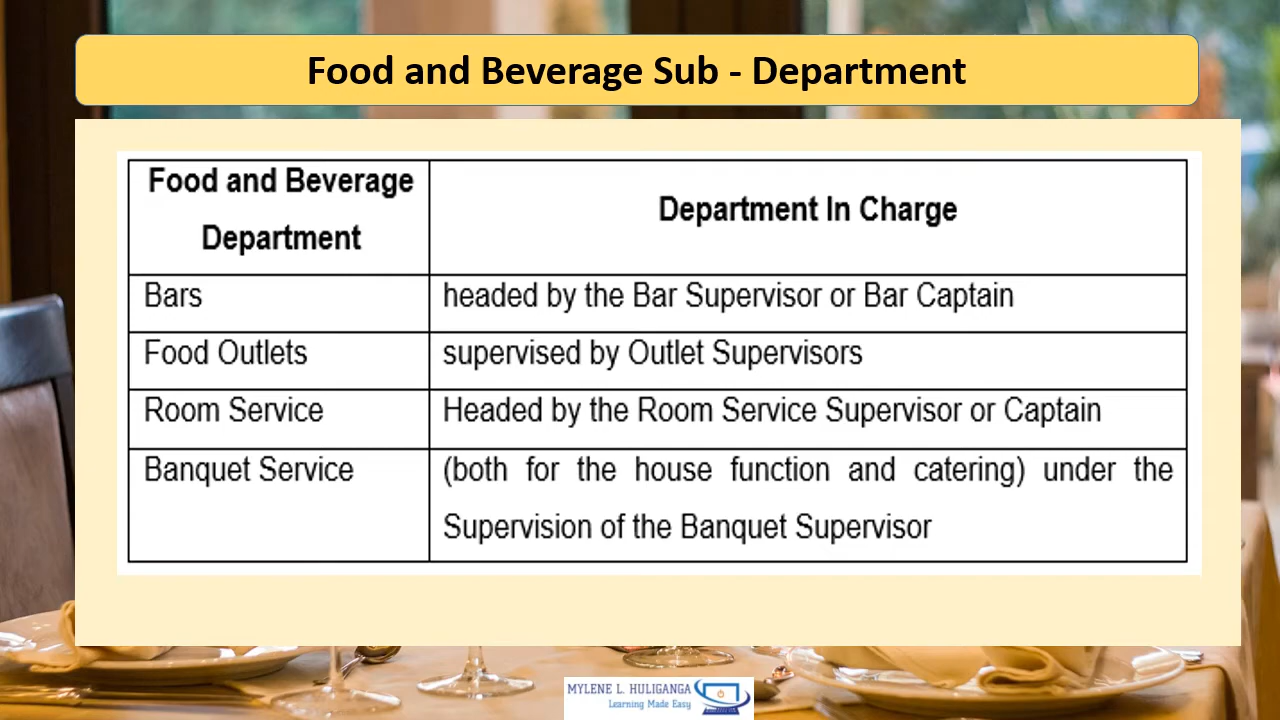 Food and Beverage Sub - Department
Food and Beverage
Department
Department In Charge
Bars
headed by the Bar Supervisor or Bar Captain
Food Outlets
supervised by Outlet Supervisors
Room Service
Headed by the Room Service Supervisor or Captain
Banquet Service
(both for the house function and catering) under the
Supervision of the Banquet Supervisor
MYLENE L. HULIGANGA
Learning Made Easy